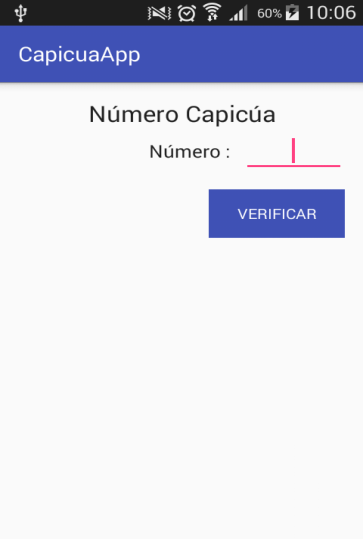 60% 10:06
CapicuaApp
Número Capicúa
Número :
VERIFICAR